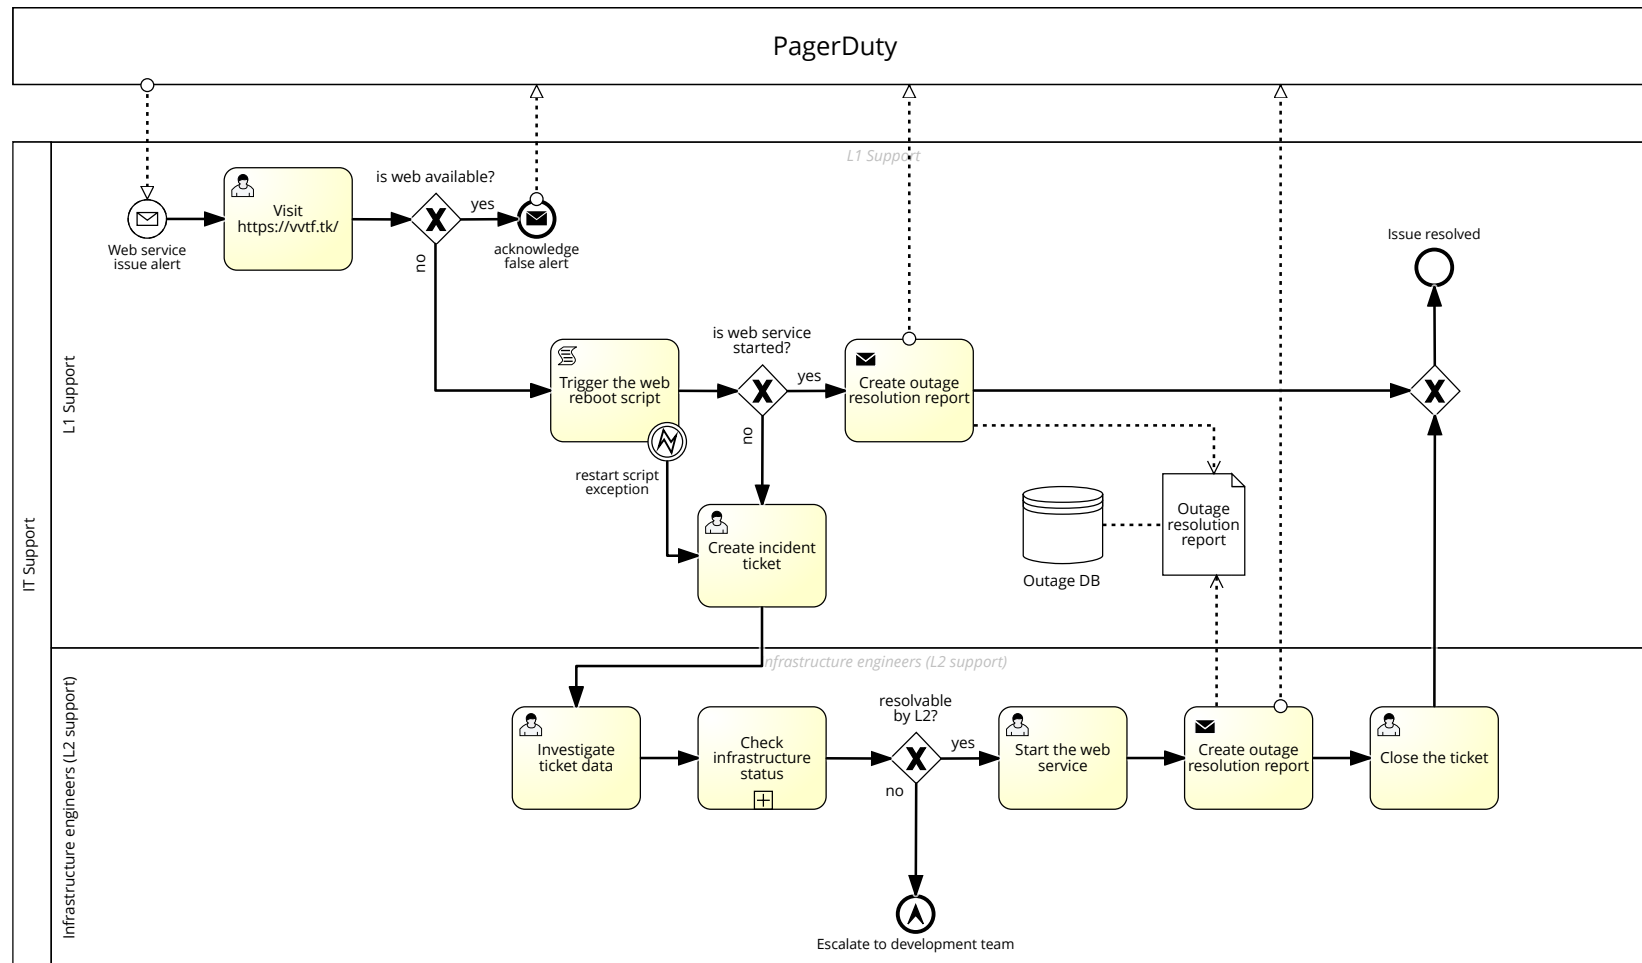 PagerDuty
L1 Support
is web available?
Visit
https://vvtf.tk/
yes
no
Web service
issue alert
acknowledge
false alert
Issue resolved
is web service
started?
Trigger the web
reboot script
yes
no
Create outage
resolution report
L1 Support
restart script
exception
Create incident
ticket
Outage
resolution
report
Outage DB
IT Support
nfrastructure engineers (L2 support)
resolvable
by L2?
Investigate
ticket data
Check
infrastructure
status
yes
no
Start the web
service
Create outage
resolution report
Close the ticket
Infrastructure engineers (L2 support)
Escalate to development team